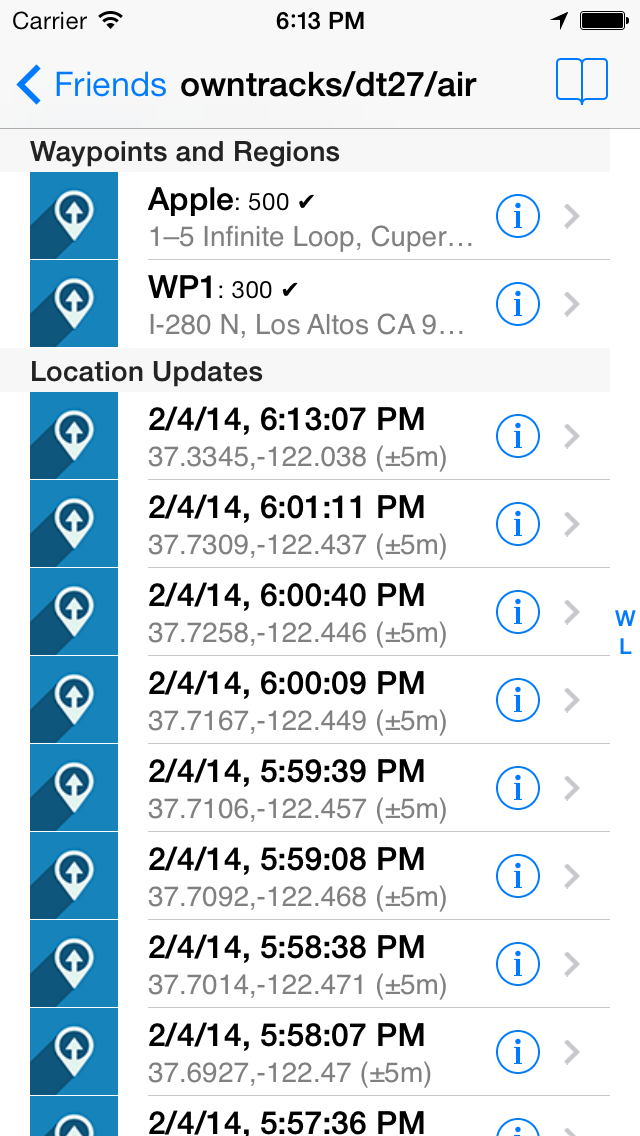 Carrier 6:13 PM
Friends owntracks/dt27/air
Waypoints and Regions
Apple: 500 ✔
1–5 Infinite Loop, Cuper…
WP1: 300 ✔
I-280 N, Los Altos CA 9…
Location Updates
2/4/14, 6:13:07 PM
37.3345,-122.038 (±5m)
2/4/14, 6:01:11 PM
37.7309,-122.437 (±5m)
2/4/14, 6:00:40 PM
37.7258,-122.446 (±5m)
W
L
2/4/14, 6:00:09 PM
37.7167,-122.449 (±5m)
2/4/14, 5:59:39 PM
37.7106,-122.457 (±5m)
2/4/14, 5:59:08 PM
37.7092,-122.468 (±5m)
2/4/14, 5:58:38 PM
37.7014,-122.471 (±5m)
2/4/14, 5:58:07 PM
37.6927,-122.47 (±5m)
2/4/14, 5:57:36 PM